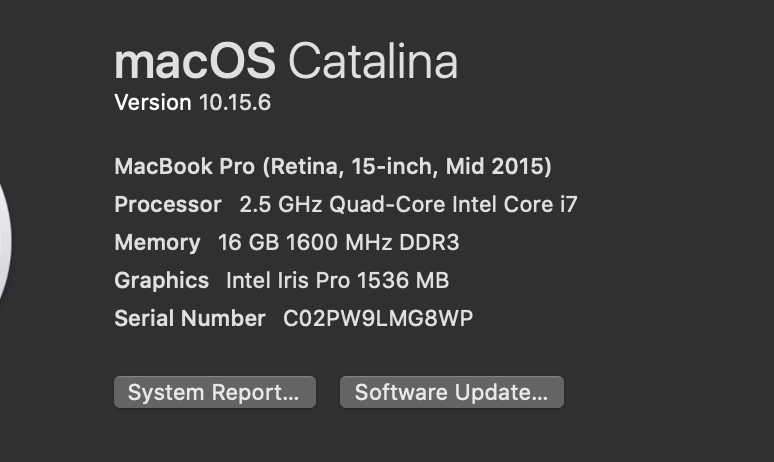 macOS Catalina
Version 10.15.6
MacBook Pro (Retina, 15-inch, Mid 2015)
Processor 2.5 GHz Quad-Core Intel Core i7
Memory 16 GB 1600 MHz DDR3
Graphics Intel Iris Pro 1536 MB
Serial Number C02PW9LMG8WP
System Report... Software Update...